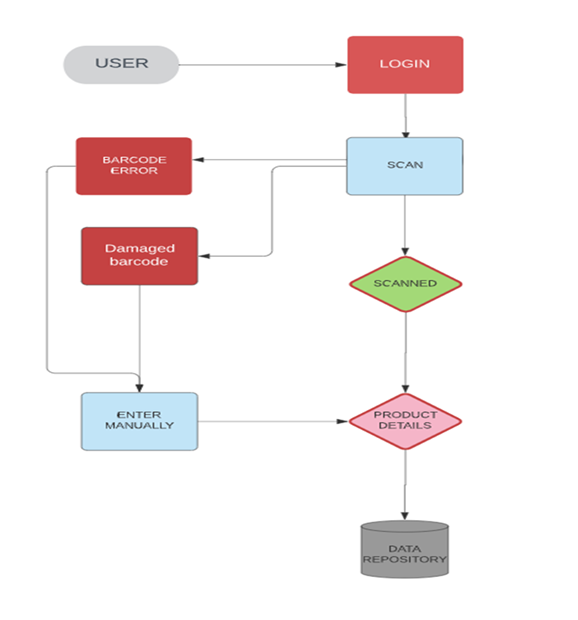 USER
LOGIN
BARCODE
ERROR
SCAN
Damaged
barcode
SCANNED
ENTER
MANUALLY
PRODUCT
DETAILS
DATA
REPOSITORY